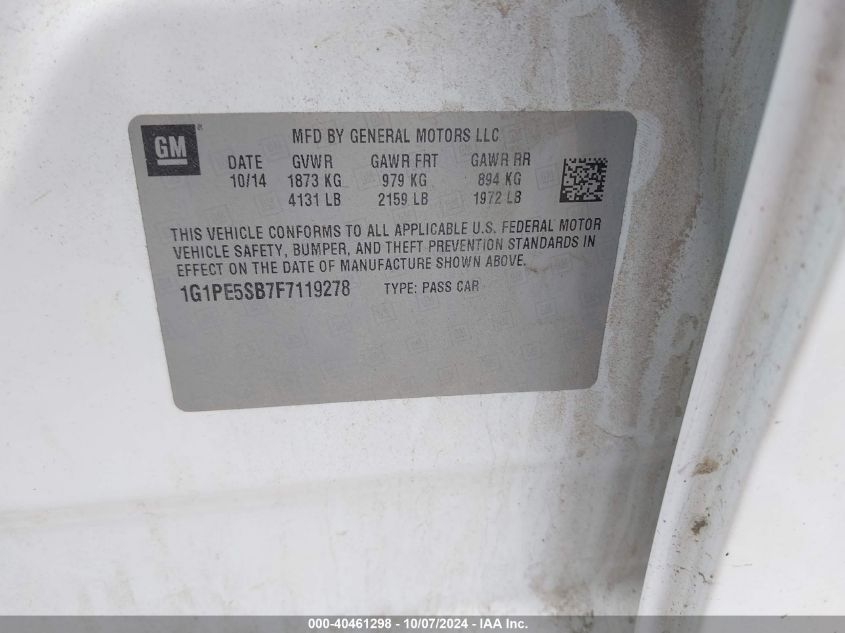 GM
MFD BY GENERAL MOTORS LLC
DATE GVWR GAWR FRT GAWR RR
10/14 1873 KG 979 KG 894 KG
4131 LB 2159 LB 1972 LB
THIS VEHICLE CONFORMS TO ALL APPLICABLE U.S. FEDERAL MOTOR
VEHICLE SAFETY, BUMPER, AND THEFT PREVENTION STANDARDS IN
EFFECT ON THE DATE OF MANUFACTURE SHOWN ABOVE.
1G1PE5SB7F7119278 TYPE: PASS CAR
000-40461298 - 10/07/2024 - IAA Inc.